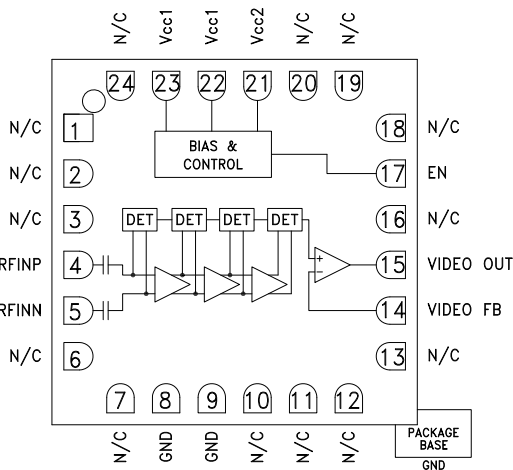 N/C Vcc1 Vcc1 Vcc2 N/C N/C
24 23 22 21 20 19
N/C 1 18 N/C
BIAS &
CONTROL
N/C 2 17 EN
N/C 3 DET DET DET DET 16 N/C
RFINP 4 + 15 VIDEO OUT
−
RFINN 5 14 VIDEO FB
N/C 6 13 N/C
7 8 9 10 11 12
N/C GND GND N/C N/C N/C
PACKAGE
BASE
GND